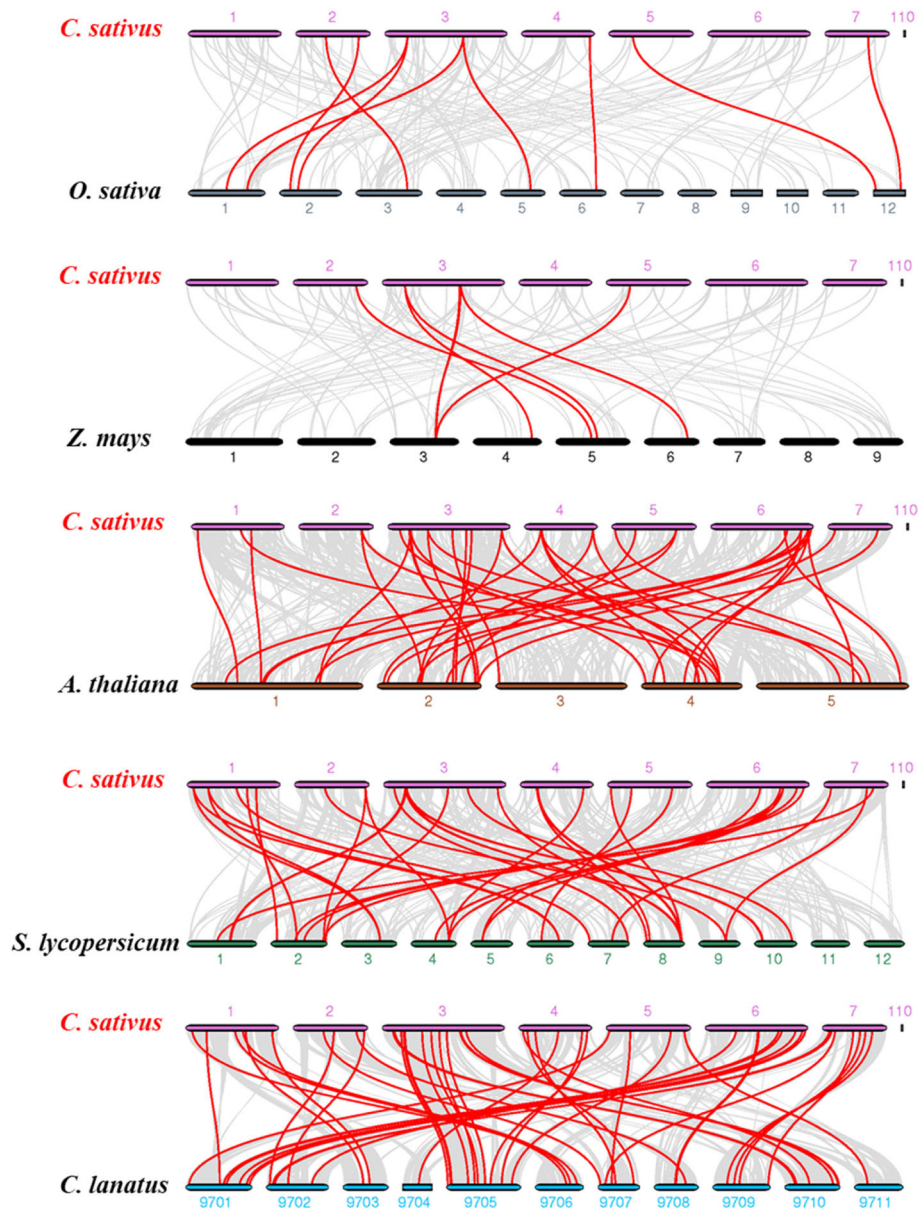 1 2 3 4 5 6 7 110
C. sativus
O. sativa
1 2 3 4 5 6 7 8 9 10 11 12
1 2 3 4 5 6 7 110
C. sativus
Z. mays
1 2 3 4 5 6 7 8 9
1 2 3 4 5 6 7 110
C. sativus
A. thaliana
1 2 3 4 5
1 2 3 4 5 6 7 110
C. sativus
S. lycopersicum
1 2 3 4 5 6 7 8 9 10 11 12
1 2 3 4 5 6 7 110
C. sativus
C. lanatus
9701 9702 9703 9704 9705 9706 9707 9708 9709 9710 9711